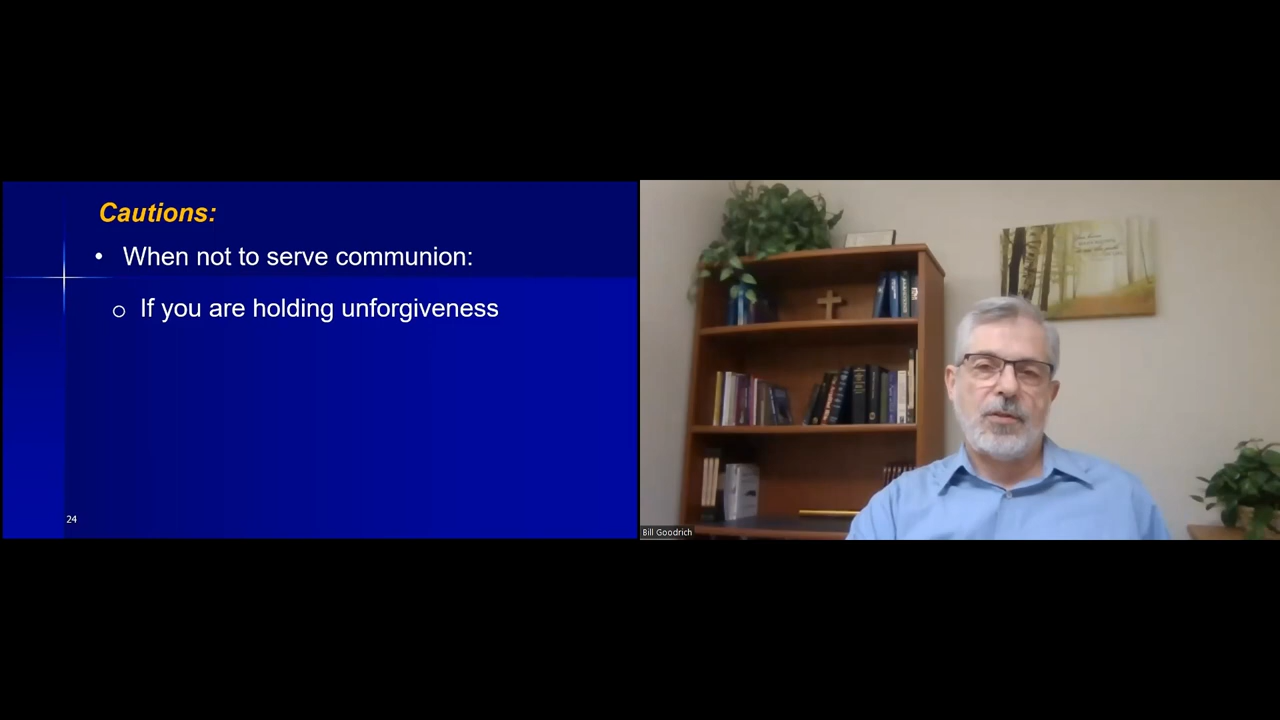 Cautions:
• When not to serve communion:
o If you are holding unforgiveness
24
Bill Goodrich